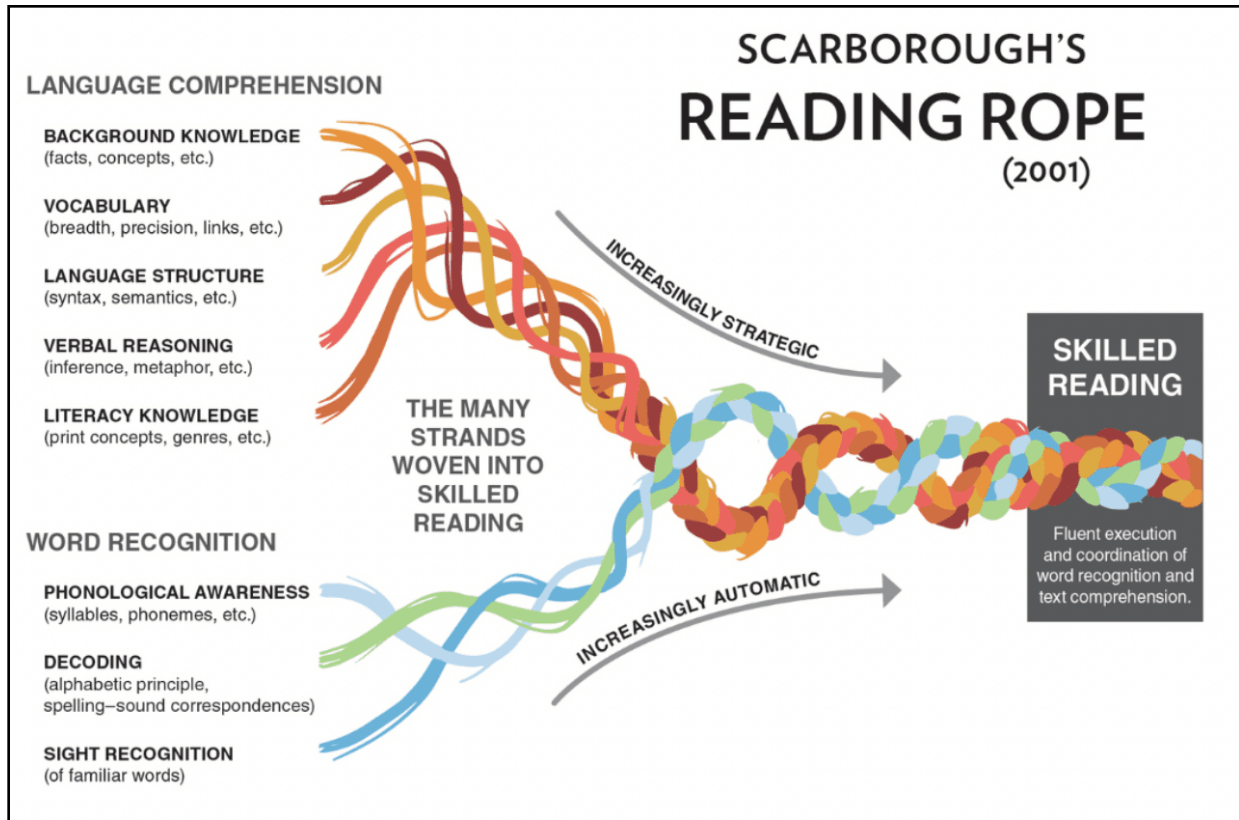 SCARBOROUGH'S
READING ROPE
(2001)
LANGUAGE COMPREHENSION
BACKGROUND KNOWLEDGE
(facts, concepts, etc.)
VOCABULARY
(breadth, precision, links, etc.)
LANGUAGE STRUCTURE
(syntax, semantics, etc.)
VERBAL REASONING
(inference, metaphor, etc.)
LITERACY KNOWLEDGE
(print concepts, genres, etc.)
THE MANY
STRANDS
WOVEN INTO
SKILLED
READING
WORD RECOGNITION
PHONOLOGICAL AWARENESS
(syllables, phonemes, etc.)
DECODING
(alphabetic principle,
spelling–sound correspondences)
SIGHT RECOGNITION
(of familiar words)
INCREASINGLY STRATEGIC
INCREASINGLY AUTOMATIC
SKILLED
READING
Fluent execution
and coordination of
word recognition and
text comprehension.